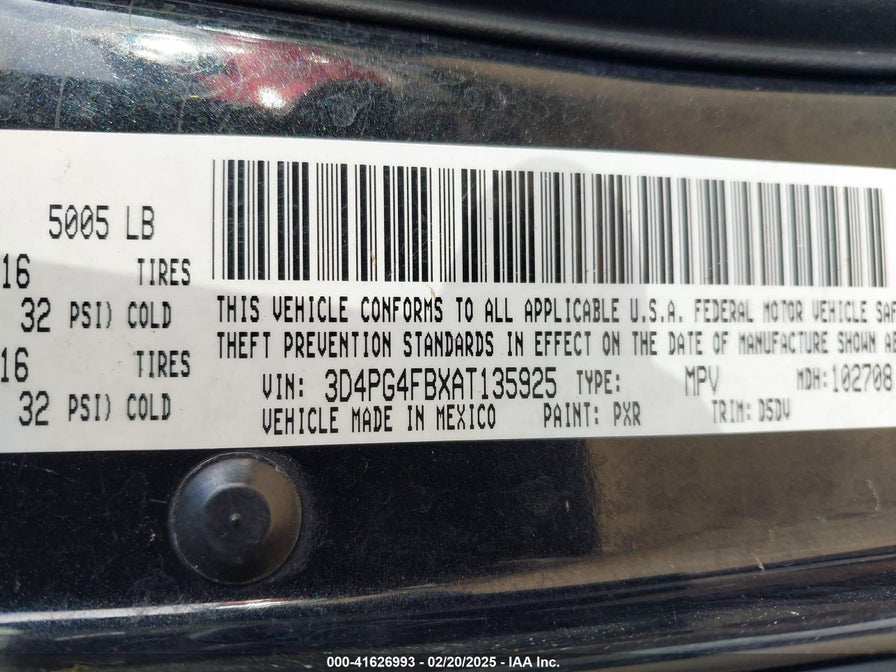 5005 LB
16 TIRES
32 PSI) COLD
16 TIRES
32 PSI) COLD
THIS VEHICLE CONFORMS TO ALL APPLICABLE U.S.A. FEDERAL MOTOR VEHICLE SAF
THEFT PREVENTION STANDARDS IN EFFECT ON THE DATE OF MANUFACTURE SHOWN AB
VIN: 3D4PG4FBXAT135925 TYPE: MPV MDH: 102708
VEHICLE MADE IN MEXICO PAINT: PXR TRIM: D5DV
000-41626993 — 02/20/2025 — IAA Inc.